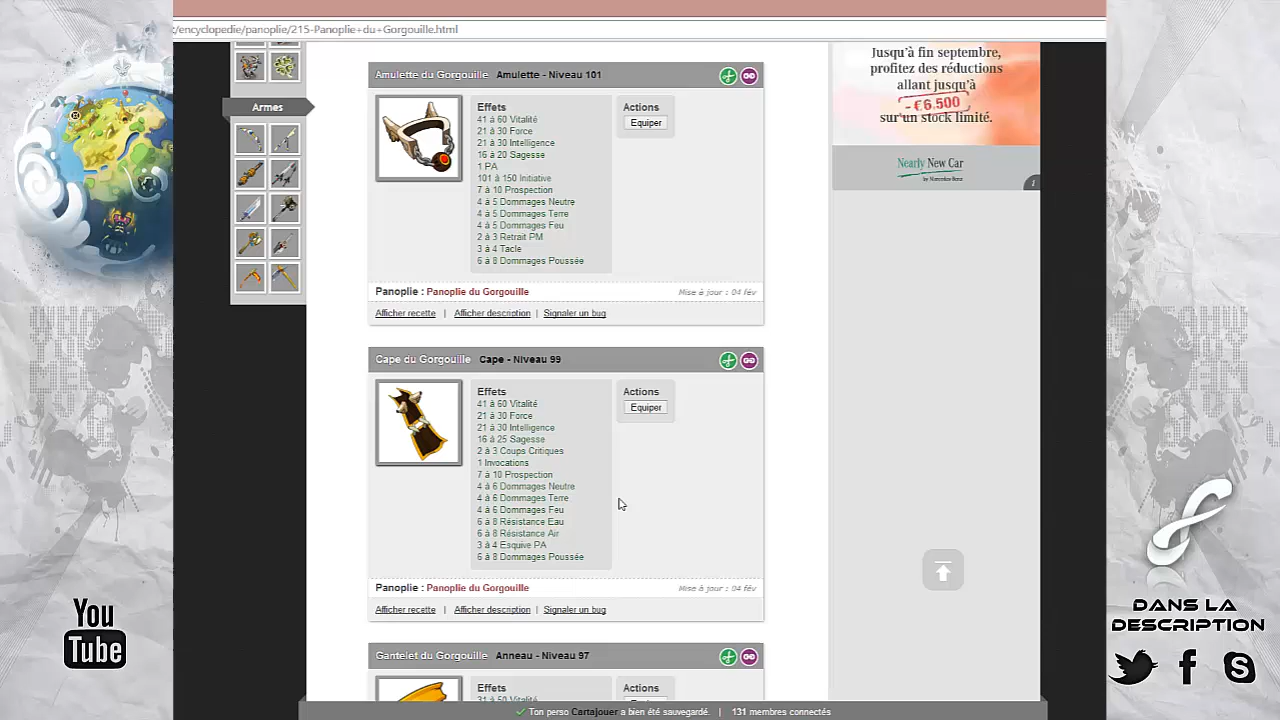 /encyclopedie/panoplie/215-Panoplie+du+Gorgouille.html
Armes
Amulette du Gorgouille Amulette - Niveau 101
Effets
41 à 60 Vitalité
21 à 30 Force
21 à 30 Intelligence
16 à 20 Sagesse
1 PA
101 à 150 Initiative
7 à 10 Prospection
4 à 5 Dommages Neutre
4 à 5 Dommages Terre
4 à 5 Dommages Feu
2 à 3 Retrait PM
3 à 4 Tacle
6 à 8 Dommages Poussée
Actions
Equiper
Panoplie : Panoplie du Gorgouille
Mise à jour : 04 fév
Afficher recette | Afficher description | Signaler un bug
Cape du Gorgouille Cape - Niveau 99
Effets
41 à 60 Vitalité
21 à 30 Force
21 à 30 Intelligence
16 à 25 Sagesse
2 à 3 Coups Critiques
1 Invocations
7 à 10 Prospection
4 à 6 Dommages Neutre
4 à 6 Dommages Terre
4 à 6 Dommages Feu
6 à 8 Résistance Eau
6 à 8 Résistance Air
3 à 4 Esquive PA
6 à 8 Dommages Poussée
Actions
Equiper
Panoplie : Panoplie du Gorgouille
Mise à jour : 04 fév
Afficher recette | Afficher description | Signaler un bug
Gantelet du Gorgouille Anneau - Niveau 97
Effets
31 à 50 Vitalité
Actions
Ton perso Cartajouer a bien été sauvegardé. | 131 membres connectés
Jusqu'à fin septembre,
profitez des réductions
allant jusqu'à
- € 6.500
sur un stock limité.
Nearly New Car
by Mercedes-Benz
1
You
Tube
DANS LA
DESCRIPTION